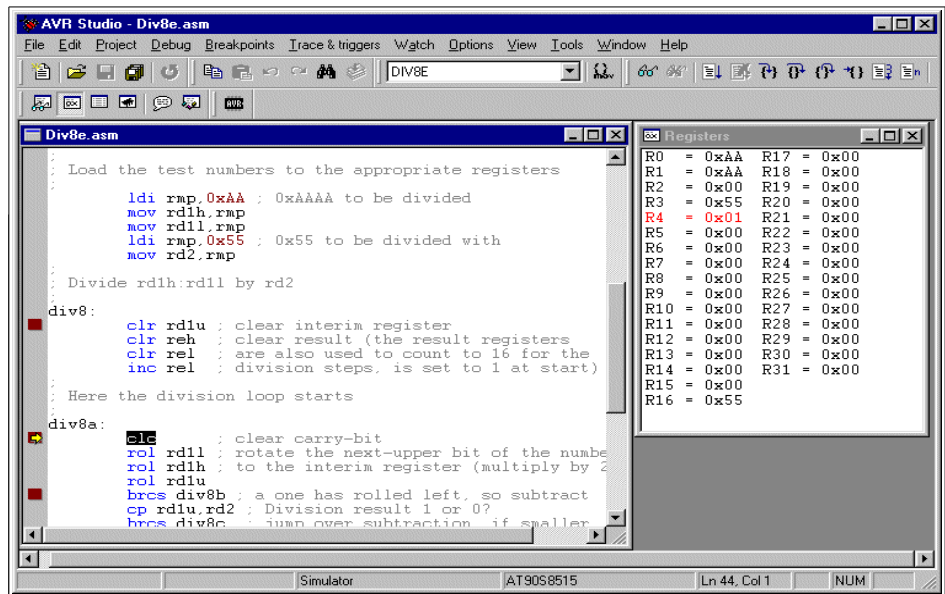 AVR Studio - Div8e.asm
File Edit Project Debug Breakpoints Trace & triggers Watch Options View Tools Window Help
DIV8E
AVR
Div8e.asm
;
; Load the test numbers to the appropriate registers
;
ldi rmp,0xAA ; 0xAAAA to be divided
mov rd1h,rmp
mov rd1l,rmp
ldi rmp,0x55 ; 0x55 to be divided with
mov rd2,rmp
;
; Divide rd1h:rd1l by rd2
;
div8:
clr rd1u ; clear interim register
clr reh ; clear result (the result registers
clr rel ; are also used to count to 16 for the
inc rel ; division steps, is set to 1 at start)
;
; Here the division loop starts
;
div8a:
clc ; clear carry-bit
rol rd1l ; rotate the next-upper bit of the numbe
rol rd1h ; to the interim register (multiply by 2
rol rd1u
brcs div8b ; a one has rolled left, so subtract
cp rd1u,rd2 ; Division result 1 or 0?
brcs div8c ; jump over subtraction, if smaller
Registers
R0 = 0xAA R17 = 0x00
R1 = 0xAA R18 = 0x00
R2 = 0x00 R19 = 0x00
R3 = 0x55 R20 = 0x00
R4 = 0x01 R21 = 0x00
R5 = 0x00 R22 = 0x00
R6 = 0x00 R23 = 0x00
R7 = 0x00 R24 = 0x00
R8 = 0x00 R25 = 0x00
R9 = 0x00 R26 = 0x00
R10 = 0x00 R27 = 0x00
R11 = 0x00 R28 = 0x00
R12 = 0x00 R29 = 0x00
R13 = 0x00 R30 = 0x00
R14 = 0x00 R31 = 0x00
R15 = 0x00
R16 = 0x55
Simulator AT90S8515 Ln 44, Col 1 NUM